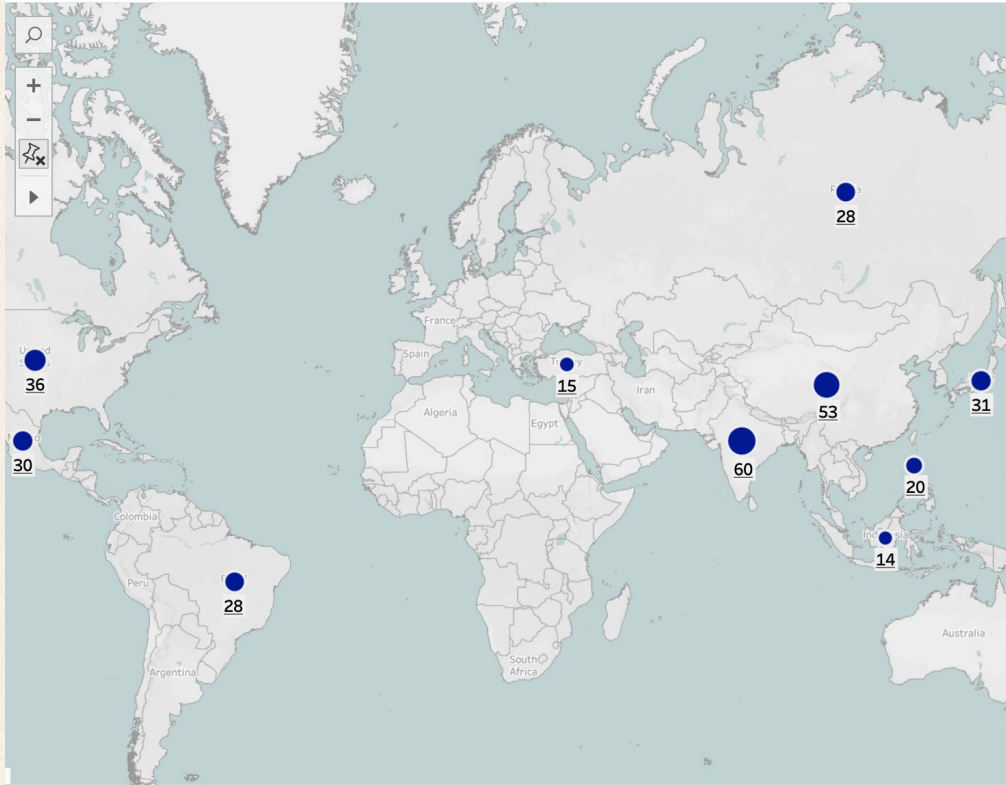 28
France
Spain
36
15
Iran
31
Algeria
53
Egypt
30
60
20
Colombia
14
Peru
28
Australia
South
Africa
Argentina